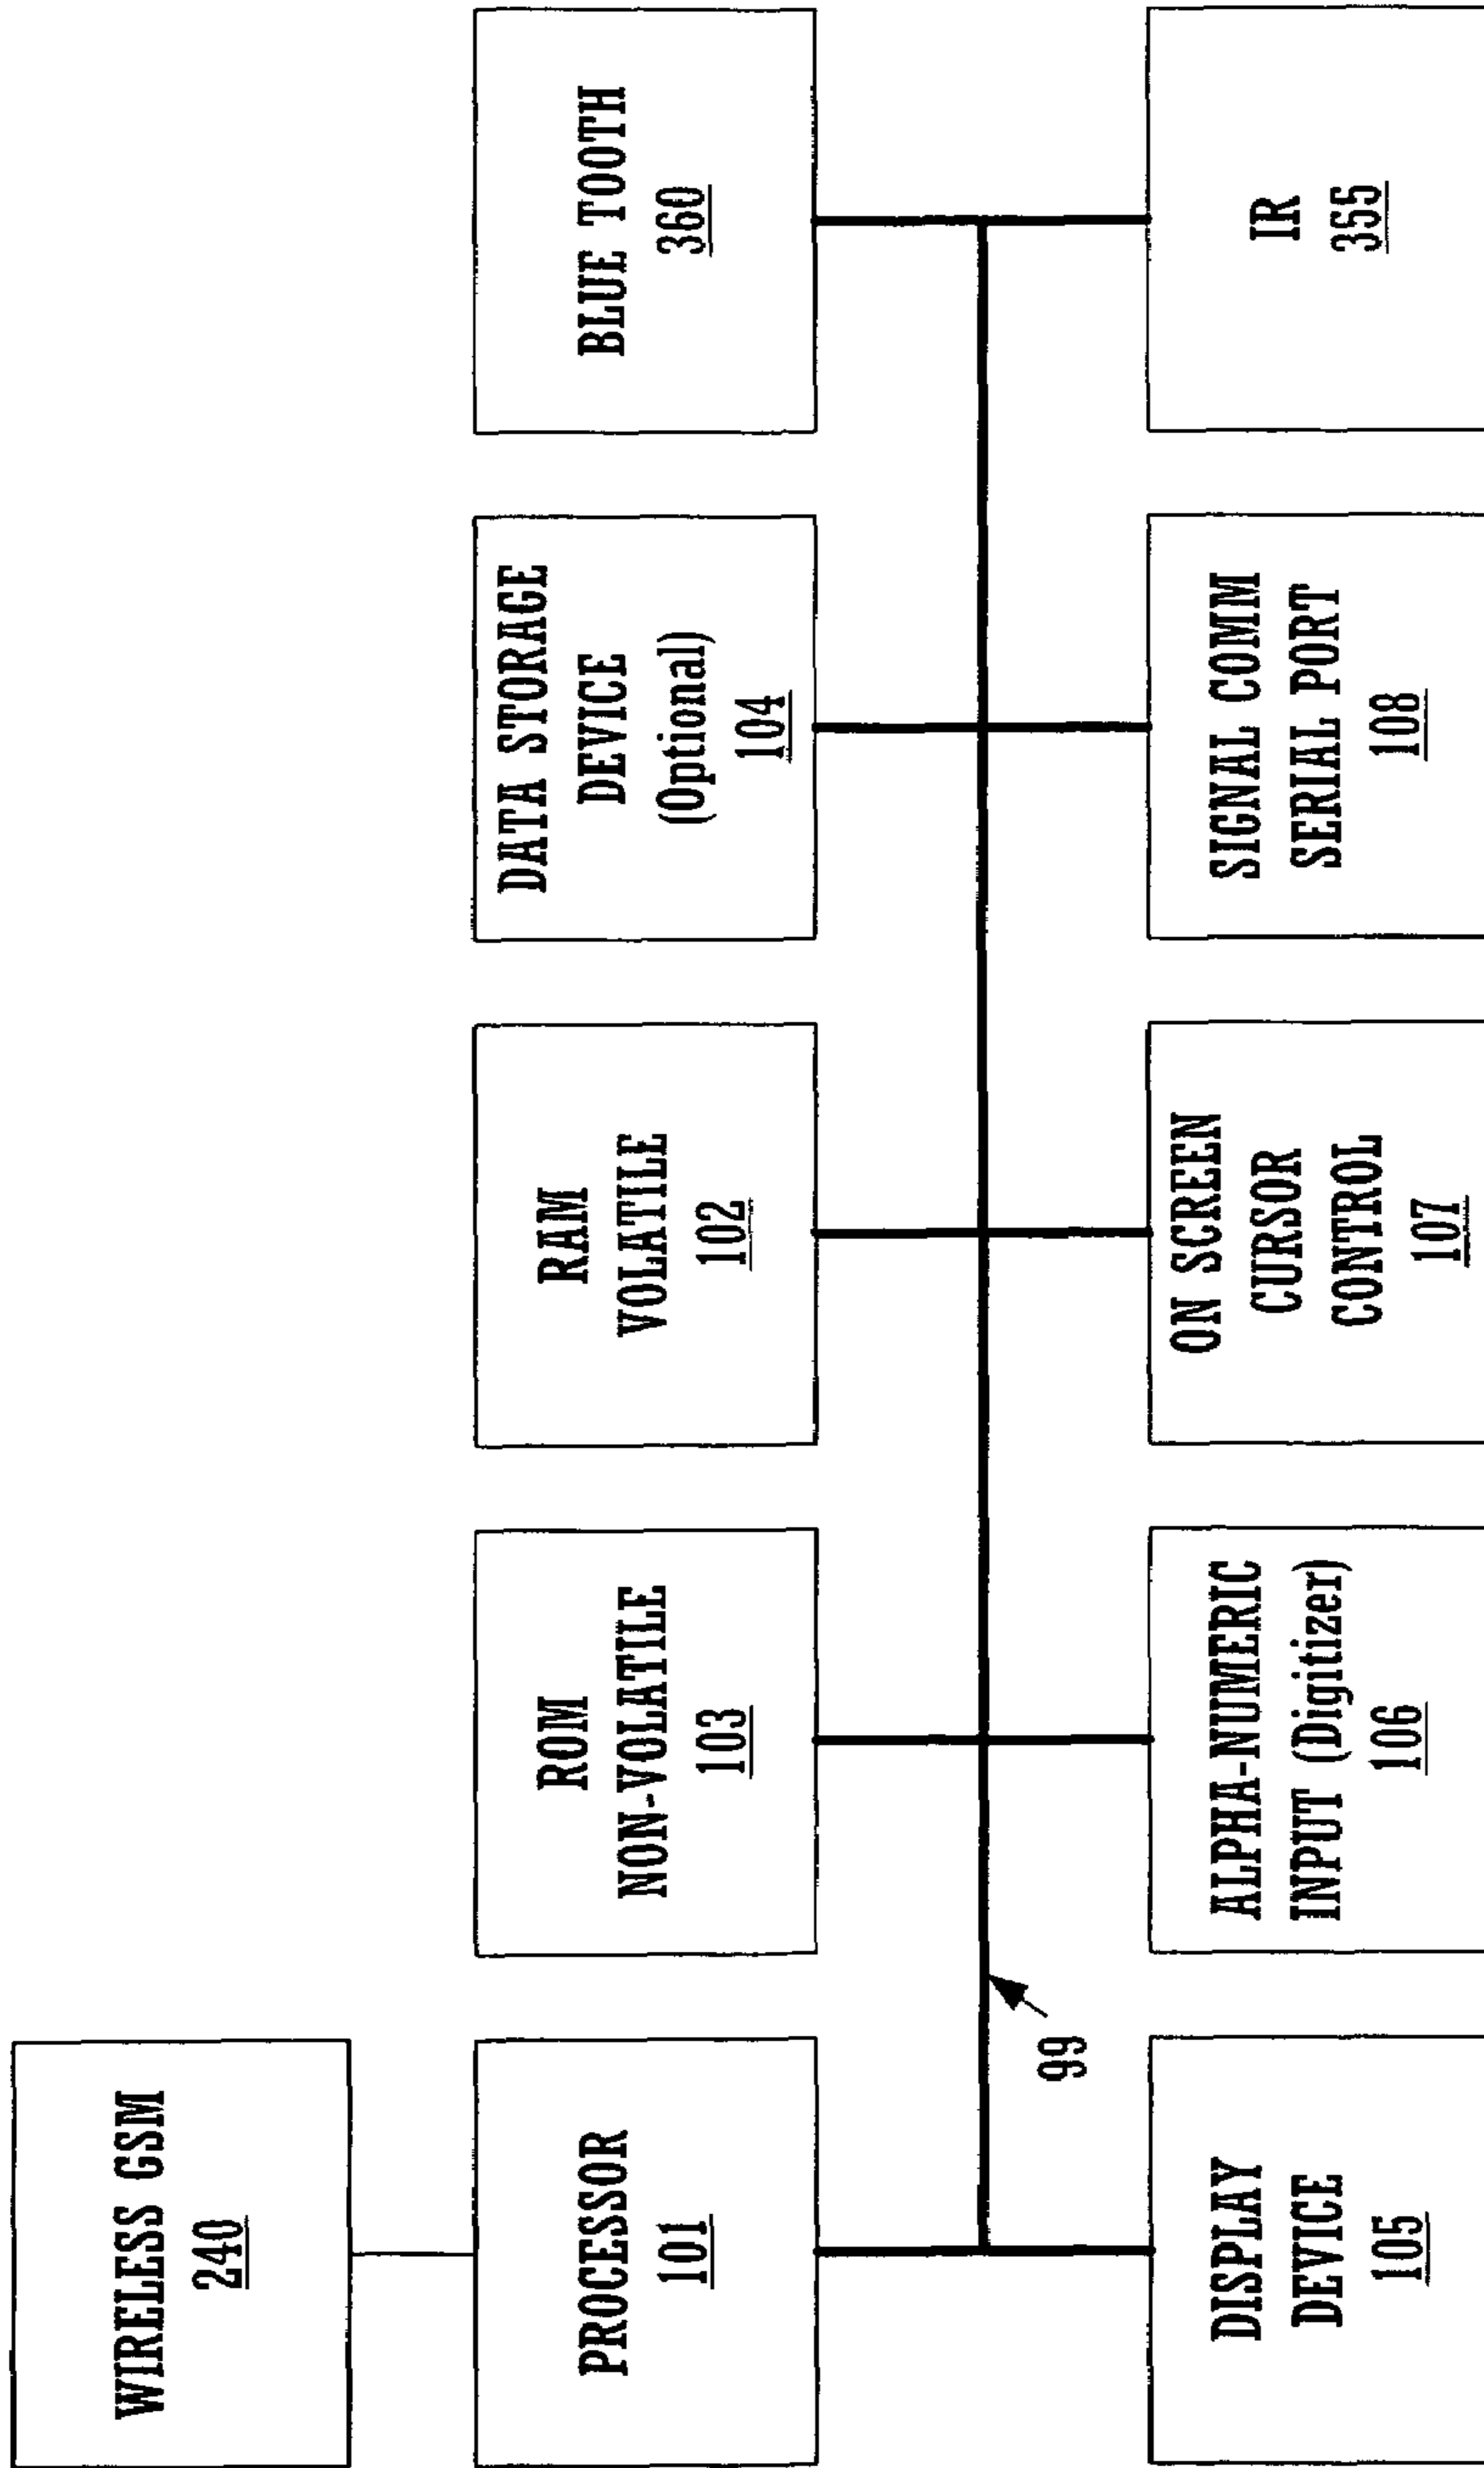 WIRELESS GSM
240
PROCESSOR
101
ROM
NON-VOLATILE
103
RAM
VOLATILE
102
DATA STORAGE
DEVICE
(Optional)
104
BLUE TOOTH
360
99
DISPLAY
DEVICE
105
ALPHA-NUMERIC
INPUT (Digitizer)
106
ON SCREEN
CURSOR
CONTROL
107
SIGNAL COMM
SERIAL PORT
108
IR
355